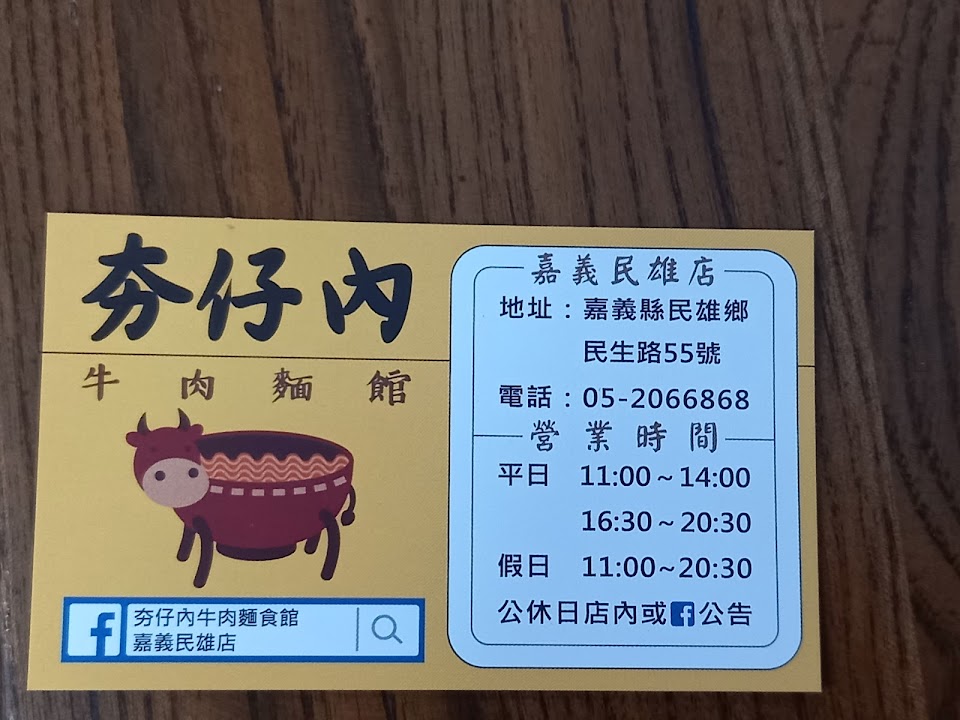 夯仔內
牛肉麵館
夯仔內牛肉麵食館
嘉義民雄店
嘉義民雄店
地址：嘉義縣民雄鄉
民生路55號
電話：05-2066868
營業時間
平日 11:00~14:00
16:30~20:30
假日 11:00~20:30
公休日店內或f公告